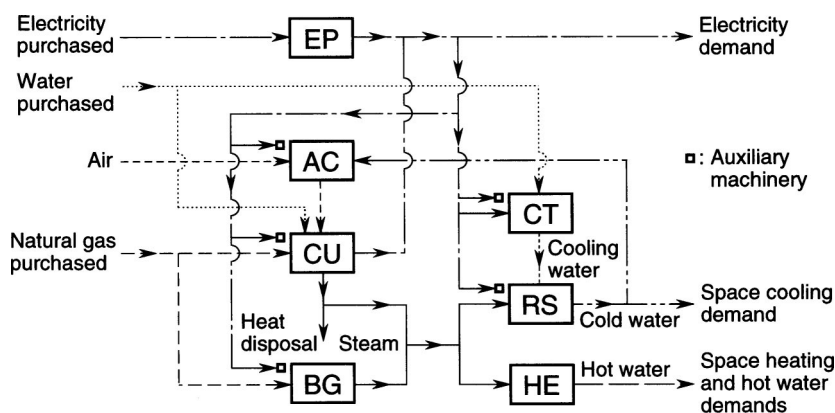 Electricity
purchased
EP
Electricity
demand
Water
purchased
Air
AC
: Auxiliary
machinery
CT
Natural gas
purchased
CU
Cooling
water
RS
Cold water
Space cooling
demand
Heat
disposal
Steam
BG
HE
Hot water
Space heating
and hot water
demands